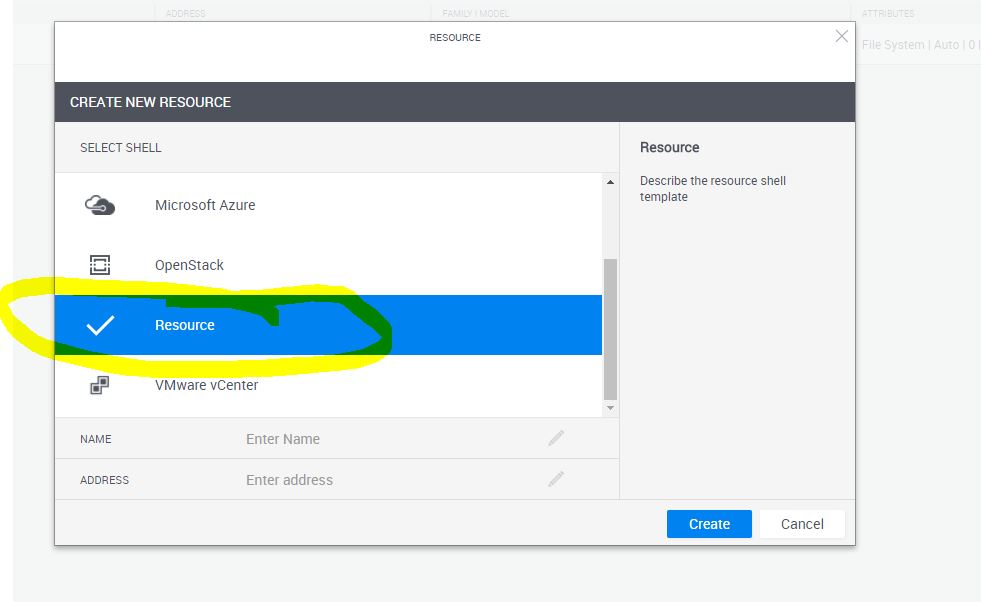 ADDRESS
FAMILY | MODEL
ATTRIBUTES
RESOURCE
File System | Auto | 0 |
CREATE NEW RESOURCE
SELECT SHELL
Resource
Describe the resource shell
template
Microsoft Azure
OpenStack
Resource
VMware vCenter
NAME
Enter Name
ADDRESS
Enter address
Create
Cancel